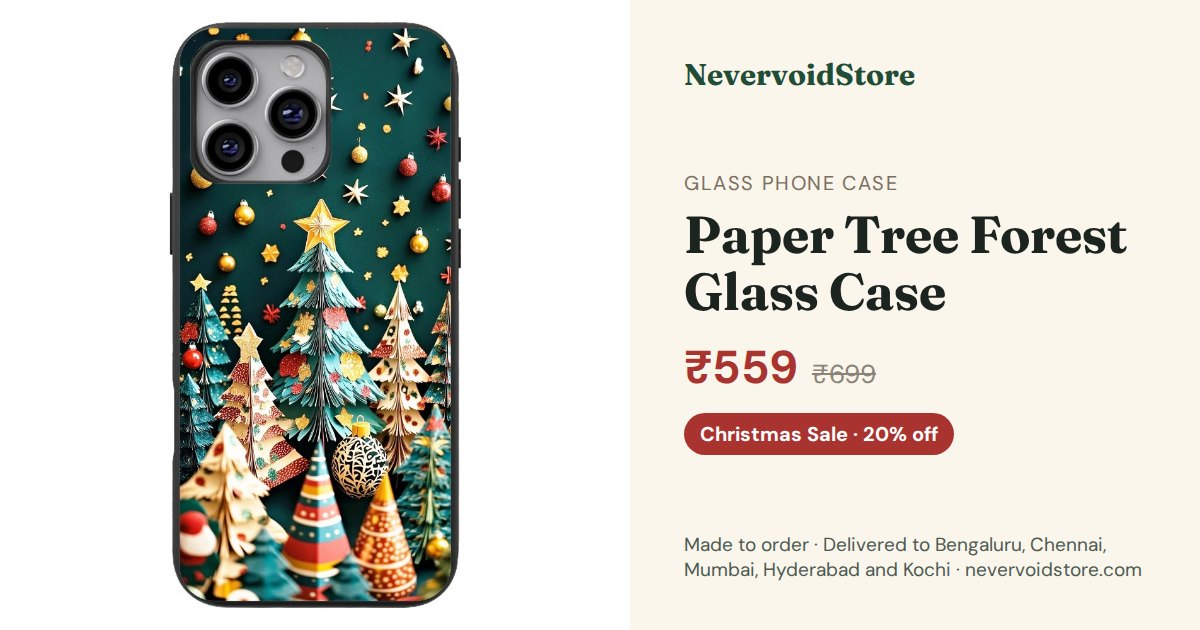 NevervoidStore
GLASS PHONE CASE
Paper Tree Forest
Glass Case
₹559 ₹699
Christmas Sale · 20% off
Made to order · Delivered to Bengaluru, Chennai,
Mumbai, Hyderabad and Kochi · nevervoidstore.com